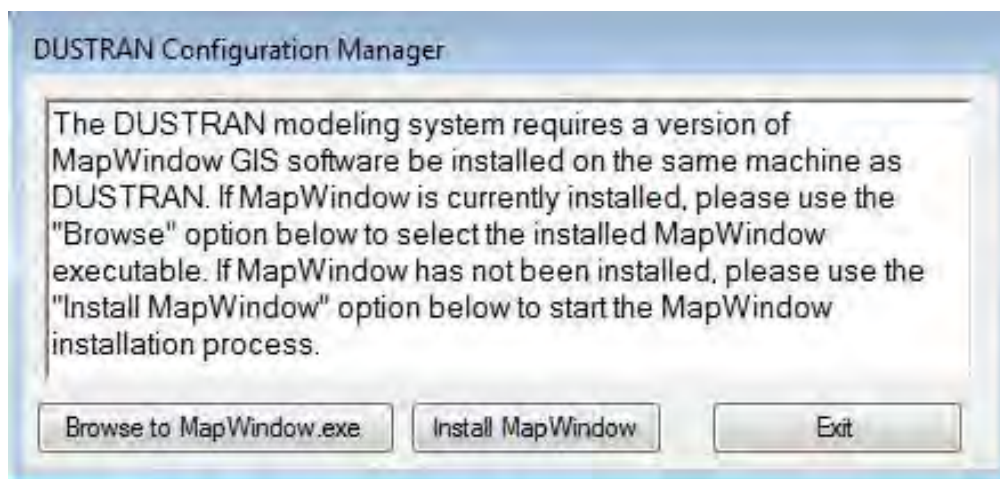 DUSTRAN Configuration Manager
The DUSTRAN modeling system requires a version of
MapWindow GIS software be installed on the same machine as
DUSTRAN. If MapWindow is currently installed, please use the
"Browse" option below to select the installed MapWindow
executable. If MapWindow has not been installed, please use the
"Install MapWindow" option below to start the MapWindow
installation process.
Browse to MapWindow.exe Install MapWindow Exit